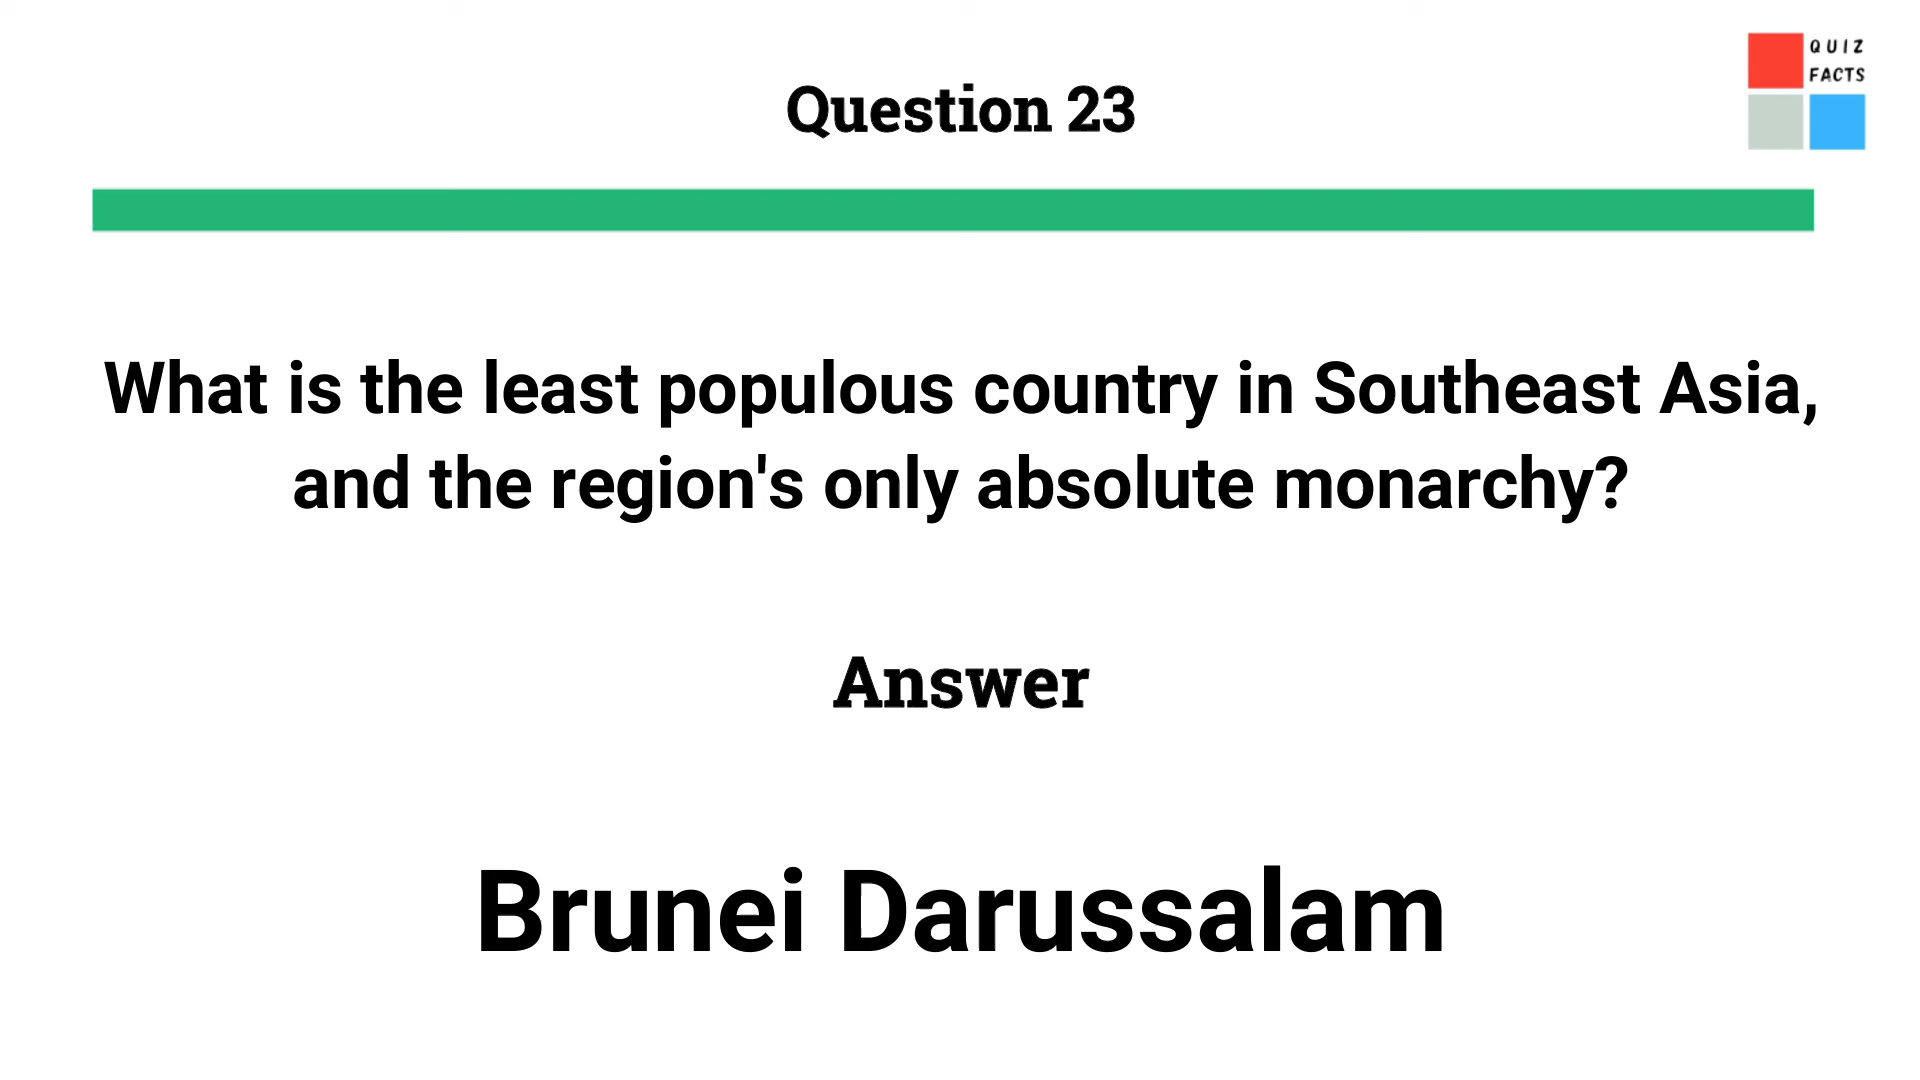 QUIZ
FACTS
Question 23
What is the least populous country in Southeast Asia,
and the region's only absolute monarchy?
Answer
Brunei Darussalam